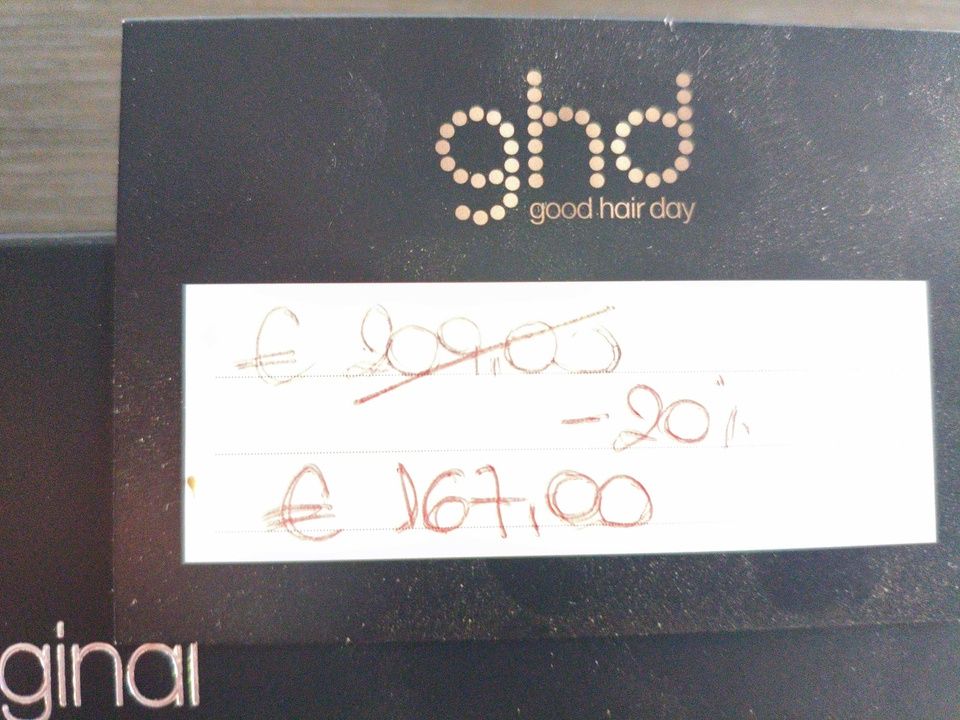 ghd
good hair day
€ 209,00
- 20%
€ 167,00
ginal